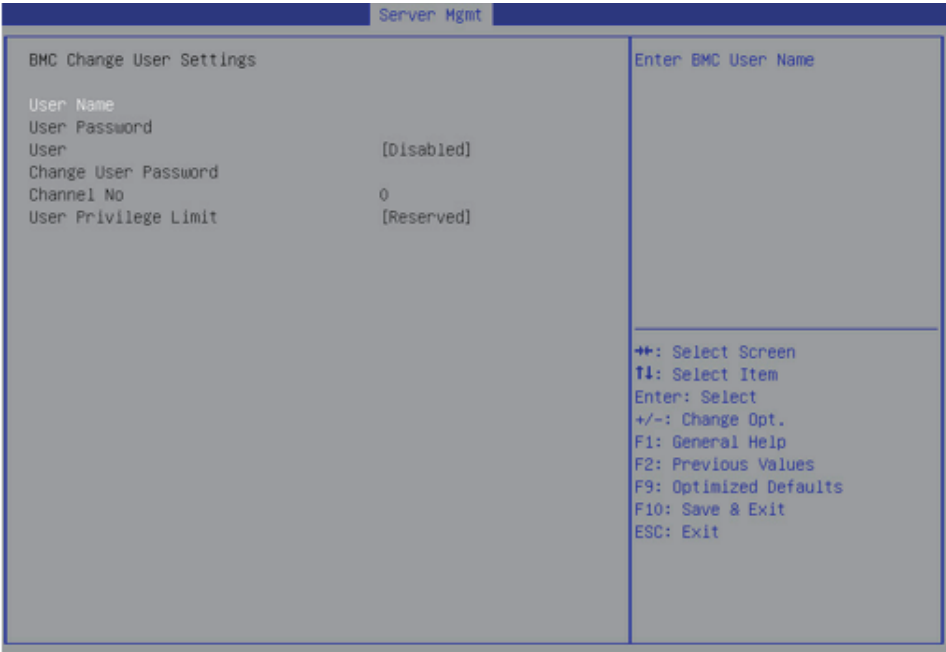 Server Mgmt
BMC Change User Settings
User Name
User Password
User [Disabled]
Change User Password
Channel No 0
User Privilege Limit [Reserved]
Enter BMC User Name
→←: Select Screen
↑↓: Select Item
Enter: Select
+/-: Change Opt.
F1: General Help
F2: Previous Values
F9: Optimized Defaults
F10: Save & Exit
ESC: Exit